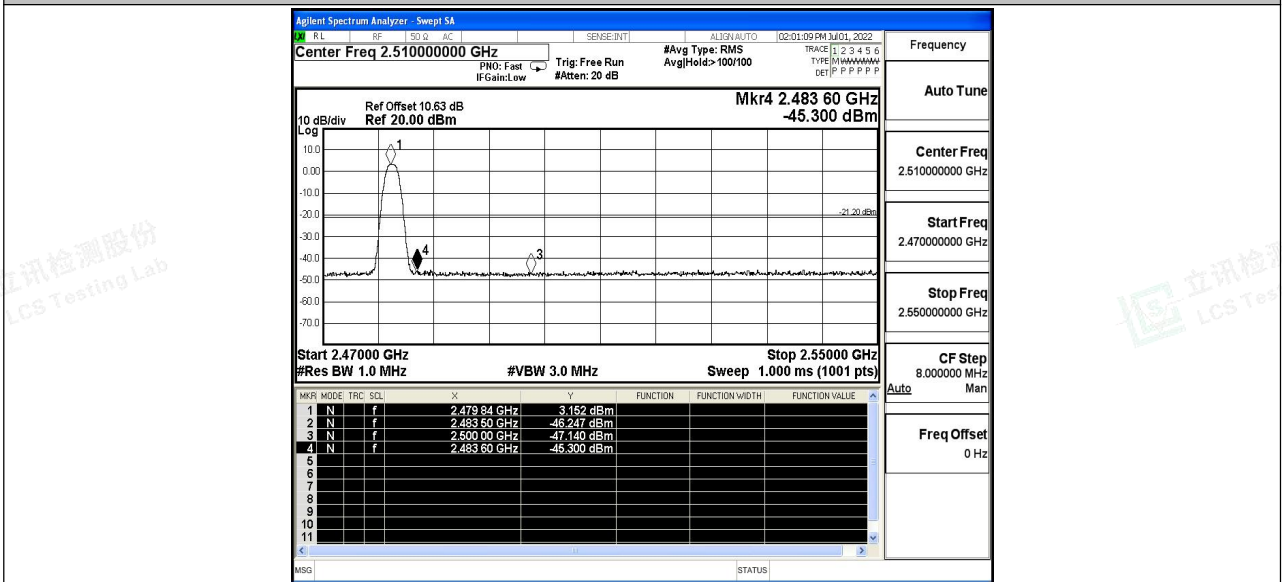 Agilent Spectrum Analyzer - Swept SA
LXI RL RF 50 Ω AC SENSE:INT ALIGN AUTO 02:01:09 PM Jul 01, 2022
Center Freq 2.510000000 GHz
PNO: Fast
IFGain:Low
Trig: Free Run
#Atten: 20 dB
#Avg Type: RMS
Avg|Hold:>100/100
TRACE 1 2 3 4 5 6
TYPE MWWWWW
DET P P P P P P
Mkr4 2.483 60 GHz
-45.300 dBm
Ref Offset 10.63 dB
10 dB/div Ref 20.00 dBm
Log
10.0
0.00
-10.0
-20.0
-30.0
-40.0
-50.0
-60.0
-70.0
1
4
3
-21.20 dBm
Start 2.47000 GHz Stop 2.55000 GHz
#Res BW 1.0 MHz #VBW 3.0 MHz Sweep 1.000 ms (1001 pts)
MKR MODE TRC SCL X Y FUNCTION FUNCTION WIDTH FUNCTION VALUE
1 N f 2.479 84 GHz 3.152 dBm
2 N f 2.483 50 GHz -46.247 dBm
3 N f 2.500 00 GHz -47.140 dBm
4 N f 2.483 60 GHz -45.300 dBm
5
6
7
8
9
10
11
MSG STATUS
Frequency
Auto Tune
Center Freq
2.510000000 GHz
Start Freq
2.470000000 GHz
Stop Freq
2.550000000 GHz
CF Step
8.000000 MHz
Auto Man
Freq Offset
0 Hz
立讯检测股份
LCS Testing Lab
立讯检
LCS Tes